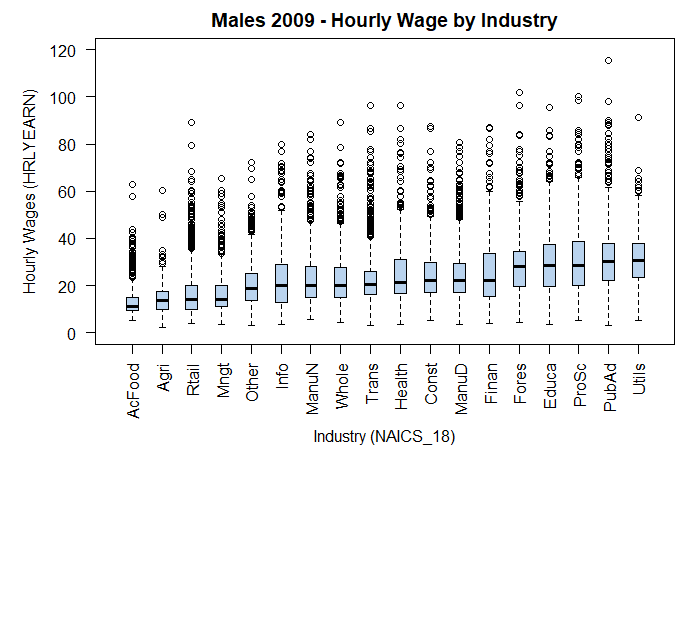 Males 2009 - Hourly Wage by Industry
Hourly Wages (HRLYEARN)
120
100
80
60
40
20
0
AcFood
Agri
Rtail
Mngt
Other
Info
ManuN
Whole
Trans
Health
Const
ManuD
Finan
Fores
Educa
ProSc
PubAd
Utils
Industry (NAICS_18)